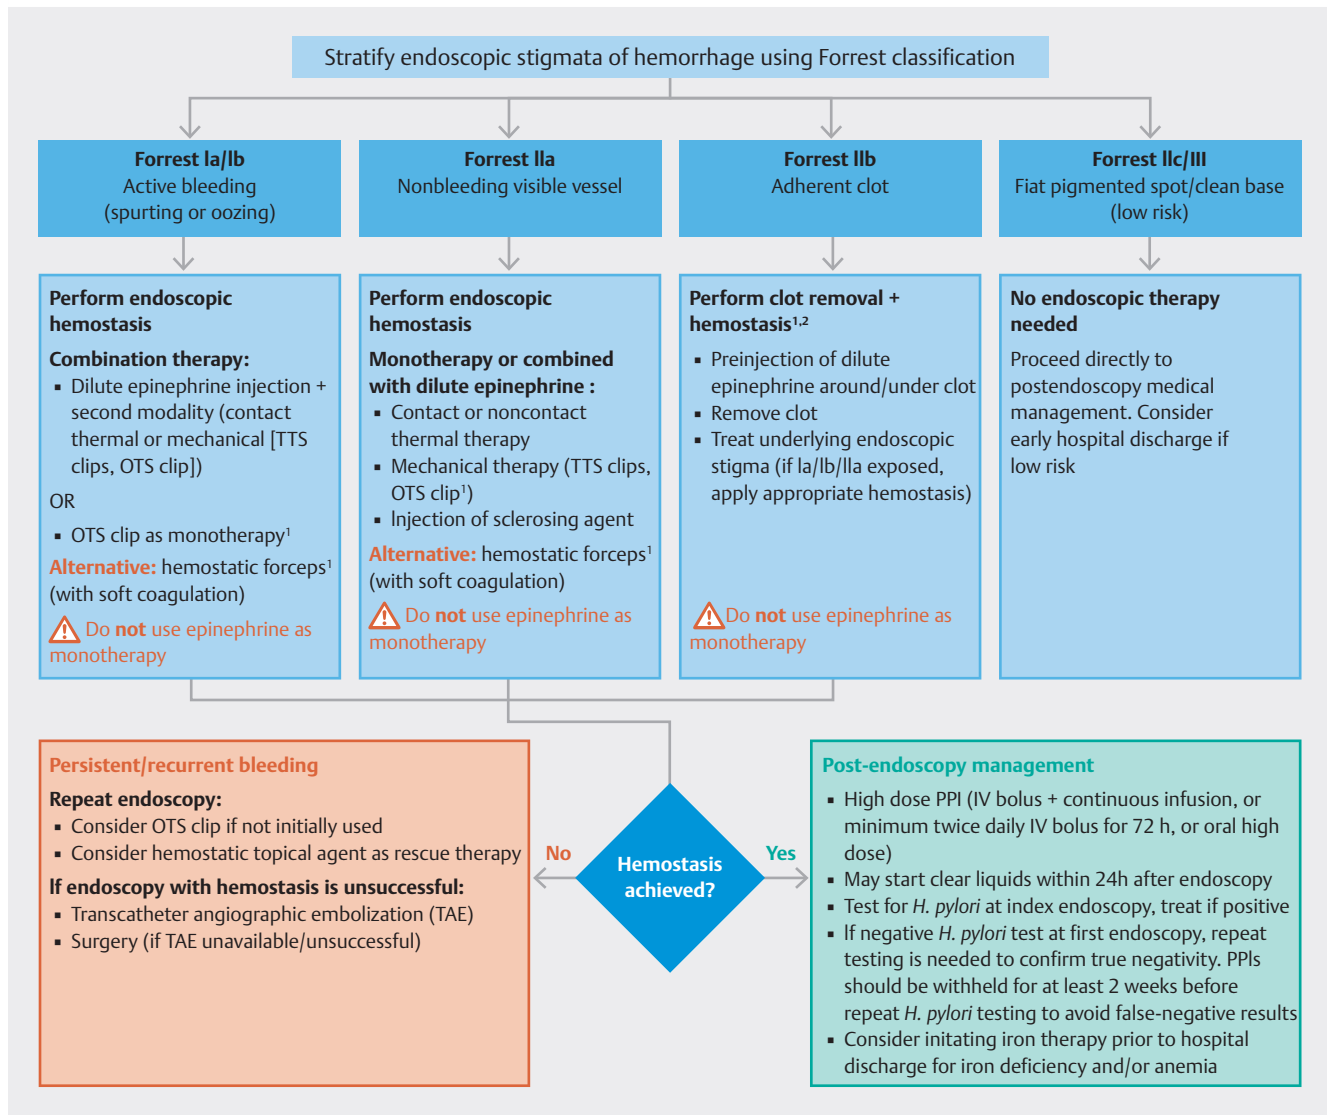 Stratify endoscopic stigmata of hemorrhage using Forrest classification
Forrest Ia/Ib
Active bleeding
(spurting or oozing)
Forrest IIa
Nonbleeding visible vessel
Forrest IIb
Adherent clot
Forrest IIc/III
Fiat pigmented spot/clean base
(low risk)
Perform endoscopic
hemostasis
Combination therapy:
▪ Dilute epinephrine injection +
second modality (contact
thermal or mechanical [TTS
clips, OTS clip])
OR
▪ OTS clip as monotherapy¹
Alternative: hemostatic forceps¹
(with soft coagulation)
Do not use epinephrine as
monotherapy
Perform endoscopic
hemostasis
Monotherapy or combined
with dilute epinephrine :
▪ Contact or noncontact
thermal therapy
▪ Mechanical therapy (TTS clips,
OTS clip¹)
▪ Injection of sclerosing agent
Alternative: hemostatic forceps¹
(with soft coagulation)
Do not use epinephrine as
monotherapy
Perform clot removal +
hemostasis¹,²
▪ Preinjection of dilute
epinephrine around/under clot
▪ Remove clot
▪ Treat underlying endoscopic
stigma (if Ia/Ib/IIa exposed,
apply appropriate hemostasis)
Do not use epinephrine as
monotherapy
No endoscopic therapy
needed
Proceed directly to
postendoscopy medical
management. Consider
early hospital discharge if
low risk
Persistent/recurrent bleeding
Repeat endoscopy:
▪ Consider OTS clip if not initially used
▪ Consider hemostatic topical agent as rescue therapy
If endoscopy with hemostasis is unsuccessful:
▪ Transcatheter angiographic embolization (TAE)
▪ Surgery (if TAE unavailable/unsuccessful)
No
Hemostasis
achieved?
Yes
Post-endoscopy management
▪ High dose PPI (IV bolus + continuous infusion, or
minimum twice daily IV bolus for 72 h, or oral high
dose)
▪ May start clear liquids within 24h after endoscopy
▪ Test for H. pylori at index endoscopy, treat if positive
▪ If negative H. pylori test at first endoscopy, repeat
testing is needed to confirm true negativity. PPIs
should be withheld for at least 2 weeks before
repeat H. pylori testing to avoid false-negative results
▪ Consider initating iron therapy prior to hospital
discharge for iron deficiency and/or anemia